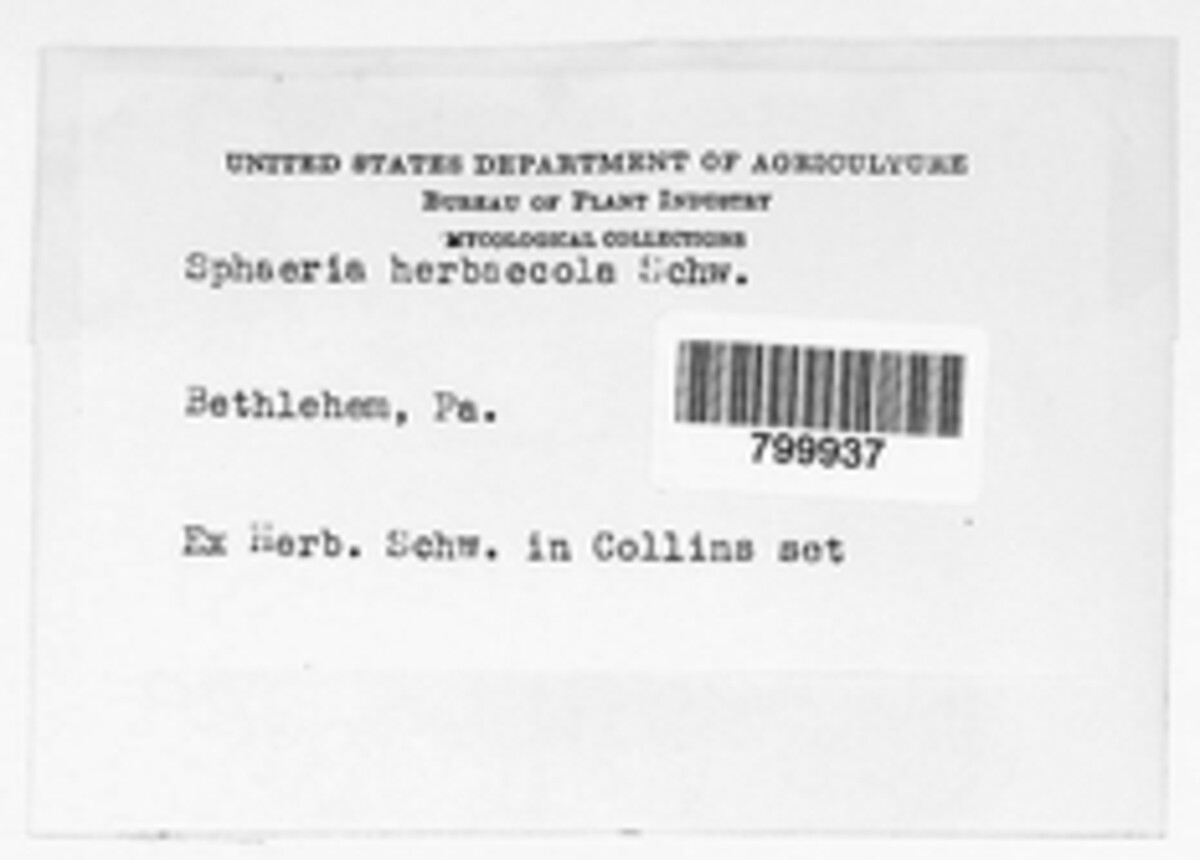 UNITED STATES DEPARTMENT OF AGRICULTURE
BUREAU OF PLANT INDUSTRY
MYCOLOGICAL COLLECTIONS
Sphaeria herbaecola Schw.
Bethlehem, Pa.
799937
Ex Herb. Schw. in Collins set